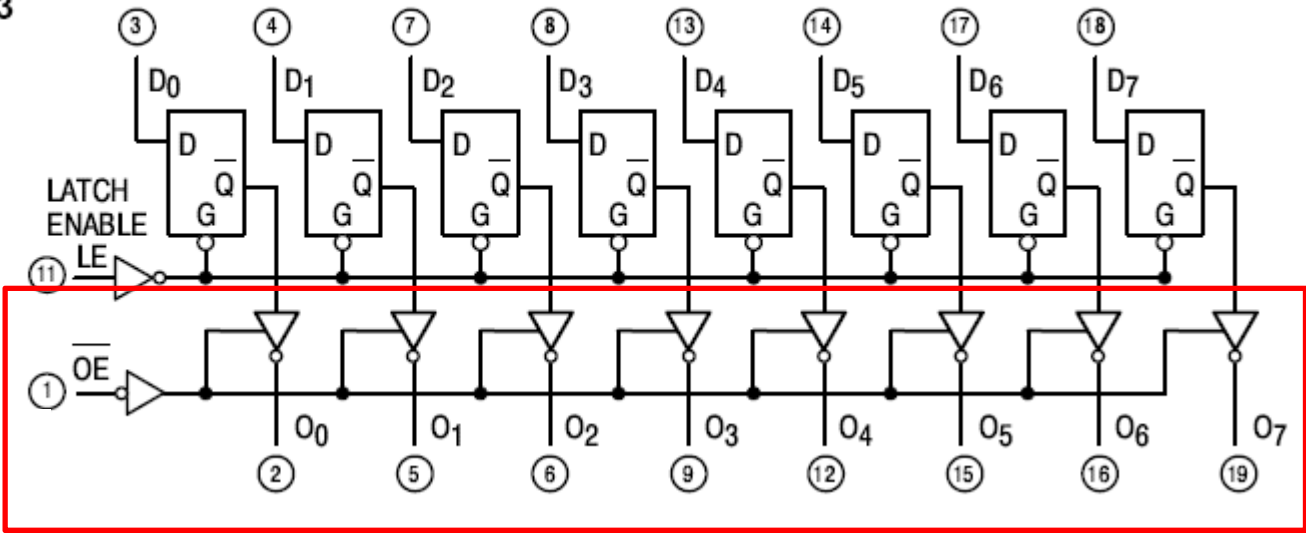 3
3 4 7 8 13 14 17 18
D0 D1 D2 D3 D4 D5 D6 D7
D D D D D D D D
Q̅ Q̅ Q̅ Q̅ Q̅ Q̅ Q̅ Q̅
G G G G G G G G
LATCH
ENABLE
LE
11
O̅E̅
1
O0 O1 O2 O3 O4 O5 O6 O7
2 5 6 9 12 15 16 19